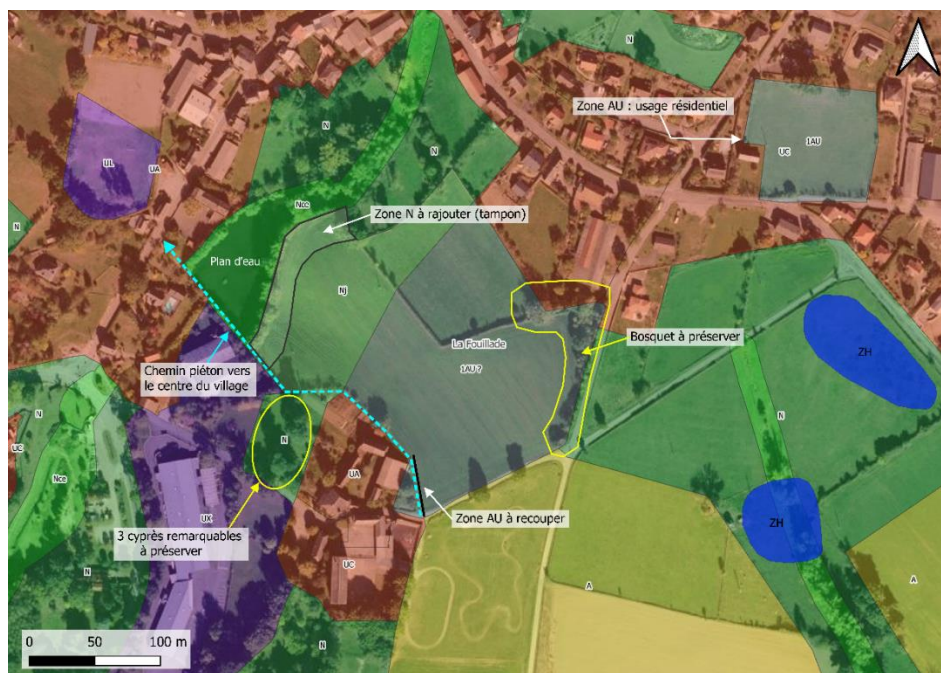 N
Zone AU : usage résidentiel
UC
1AU
UL
UA
N
N
N
Nce
Zone N à rajouter (tampon)
Plan d'eau
Nj
La Fouillade
1AU ?
Bosquet à préserver
ZH
Chemin piéton vers
le centre du village
N
UC
Nce
N
N
UA
UX
3 cyprès remarquables
à préserver
Zone AU à recouper
ZH
UC
A
A
N
N
0 50 100 m